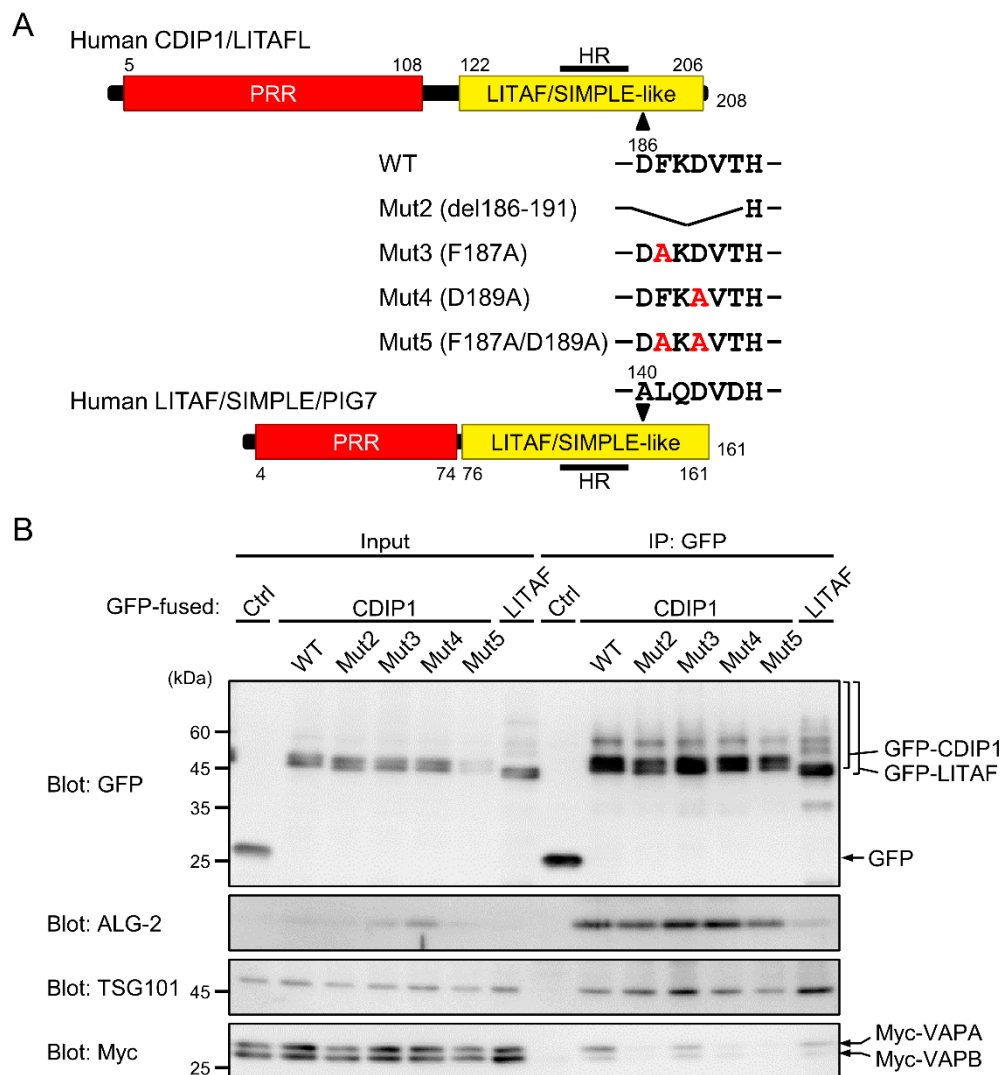 A
Human CDIP1/LITAFL
HR
5 108 122 206
PRR LITAF/SIMPLE-like 208
186
WT –DFKDVTH–
Mut2 (del186-191) – H–
Mut3 (F187A) –DAKDVTH–
Mut4 (D189A) –DFKAVTH–
Mut5 (F187A/D189A) –DAKAVTH–
140
ALQDVDH
Human LITAF/SIMPLE/PIG7
PRR LITAF/SIMPLE-like 161
4 74 76 161
HR
B
Input IP: GFP
GFP-fused: Ctrl CDIP1 LITAF Ctrl CDIP1 LITAF
WT Mut2 Mut3 Mut4 Mut5 WT Mut2 Mut3 Mut4 Mut5
(kDa)
60
GFP-CDIP1
45 GFP-LITAF
Blot: GFP
35
25 GFP
Blot: ALG-2
Blot: TSG101 45
Myc-VAPA
Blot: Myc Myc-VAPB
25